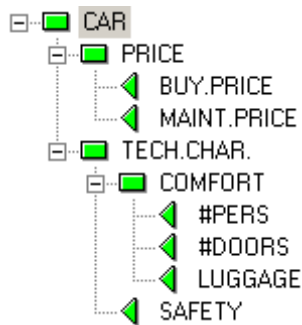 CAR
PRICE
BUY.PRICE
MAINT.PRICE
TECH.CHAR.
COMFORT
#PERS
#DOORS
LUGGAGE
SAFETY